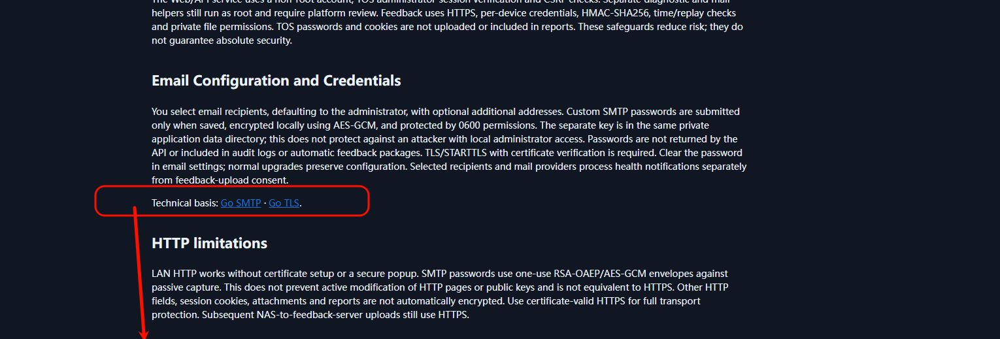 The Web/API service uses a non-root account, TOS administrator session verification and CSRF checks. Separate diagnostic and mail
helpers still run as root and require platform review. Feedback uses HTTPS, per-device credentials, HMAC-SHA256, time/replay checks
and private file permissions. TOS passwords and cookies are not uploaded or included in reports. These safeguards reduce risk; they do
not guarantee absolute security.
Email Configuration and Credentials
You select email recipients, defaulting to the administrator, with optional additional addresses. Custom SMTP passwords are submitted
only when saved, encrypted locally using AES-GCM, and protected by 0600 permissions. The separate key is in the same private
application data directory; this does not protect against an attacker with local administrator access. Passwords are not returned by the
API or included in audit logs or automatic feedback packages. TLS/STARTTLS with certificate verification is required. Clear the password
in email settings; normal upgrades preserve configuration. Selected recipients and mail providers process health notifications separately
from feedback-upload consent.
Technical basis: Go SMTP · Go TLS.
HTTP limitations
LAN HTTP works without certificate setup or a secure popup. SMTP passwords use one-use RSA-OAEP/AES-GCM envelopes against
passive capture. This does not prevent active modification of HTTP pages or public keys and is not equivalent to HTTPS. Other HTTP
fields, session cookies, attachments and reports are not automatically encrypted. Use certificate-valid HTTPS for full transport
protection. Subsequent NAS-to-feedback-server uploads still use HTTPS.